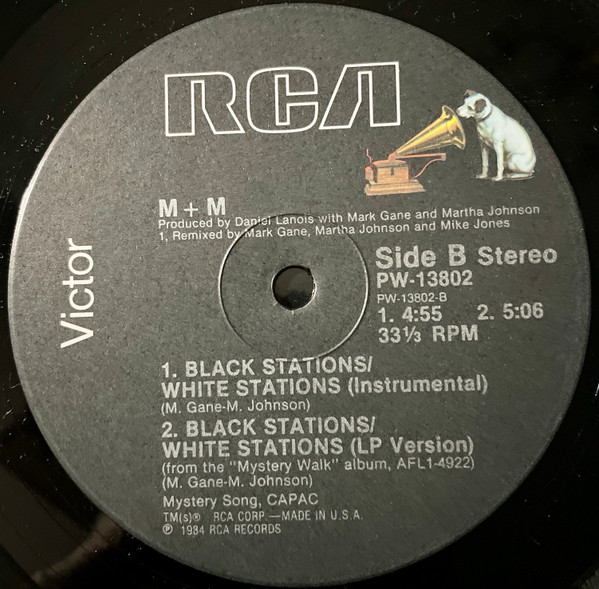 RCA
Victor
M + M
Produced by Daniel Lanois with Mark Gane and Martha Johnson
1, Remixed by Mark Gane, Martha Johnson and Mike Jones
Side B Stereo
PW-13802
PW-13802-B
1. 4:55 2. 5:06
33⅓ RPM
1. BLACK STATIONS/
WHITE STATIONS (Instrumental)
(M. Gane-M. Johnson)
2. BLACK STATIONS/
WHITE STATIONS (LP Version)
(from the "Mystery Walk" album, AFL1-4922)
(M. Gane-M. Johnson)
Mystery Song, CAPAC
TM(s)® RCA CORP.—MADE IN U.S.A.
℗ 1984 RCA RECORDS